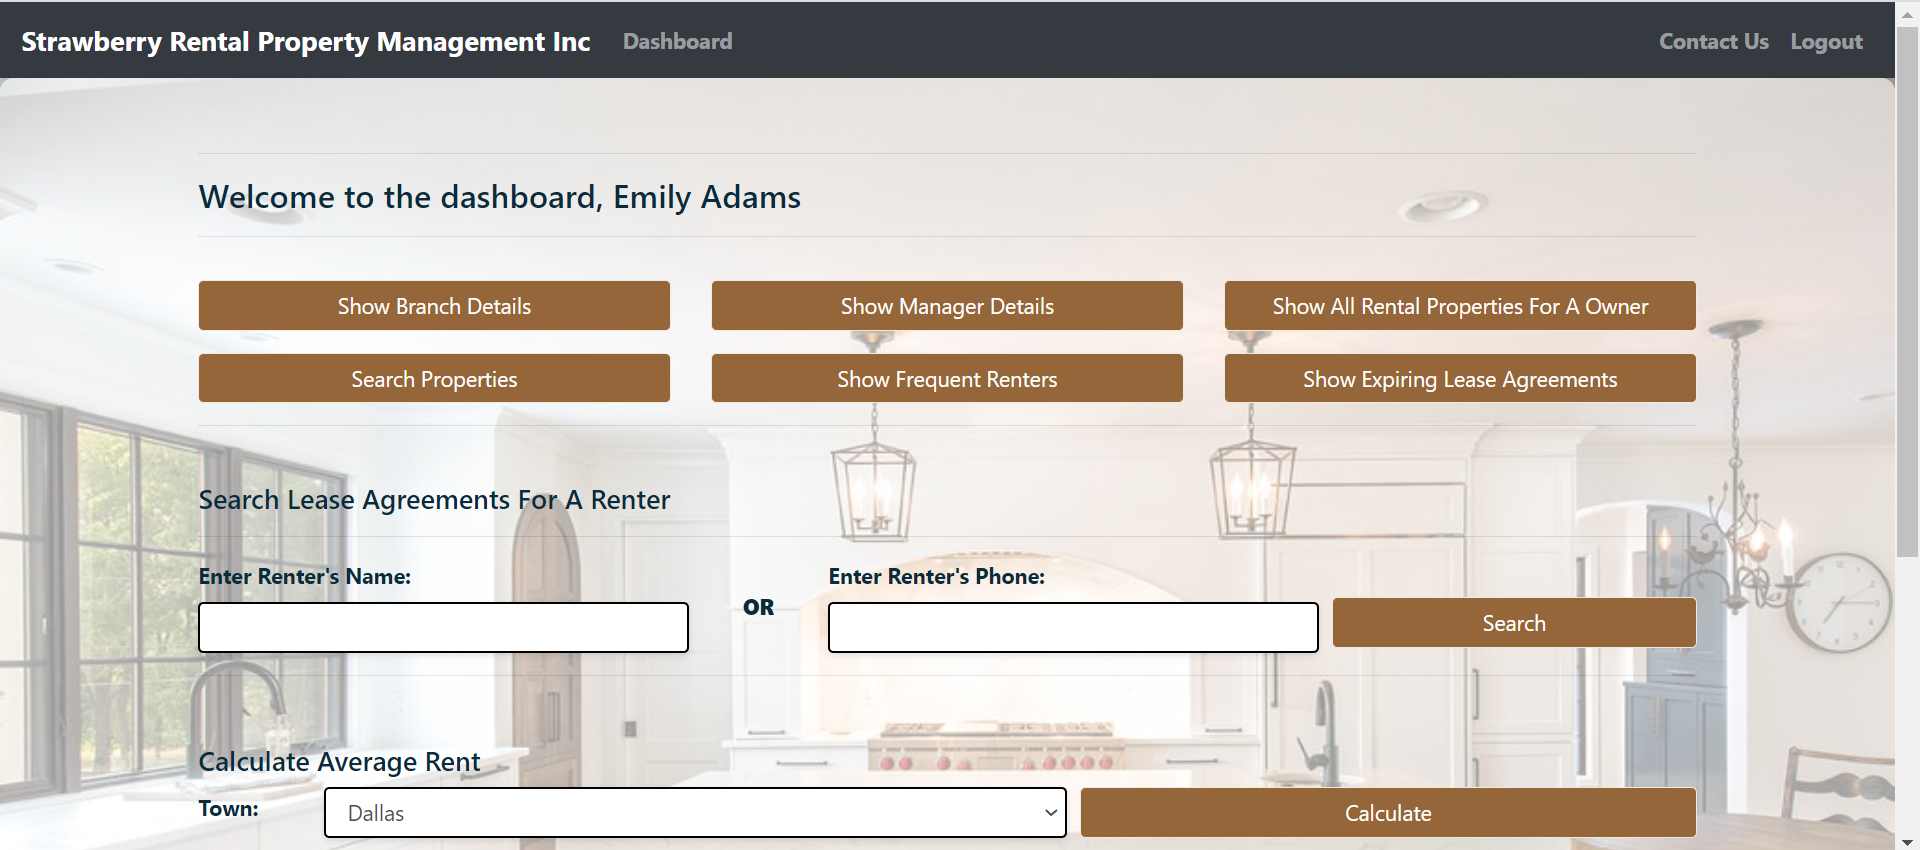 Strawberry Rental Property Management Inc Dashboard Contact Us Logout
Welcome to the dashboard, Emily Adams
Show Branch Details Show Manager Details Show All Rental Properties For A Owner
Search Properties Show Frequent Renters Show Expiring Lease Agreements
Search Lease Agreements For A Renter
Enter Renter's Name: OR Enter Renter's Phone: Search
Calculate Average Rent
Town: Dallas Calculate